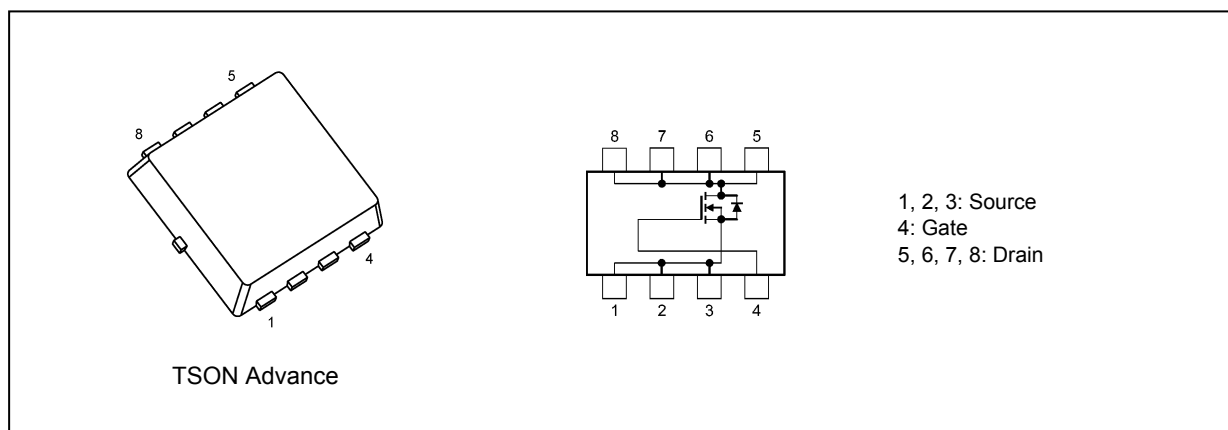 5
8
4
1
TSON Advance
8 7 6 5
1 2 3 4
1, 2, 3: Source
4: Gate
5, 6, 7, 8: Drain